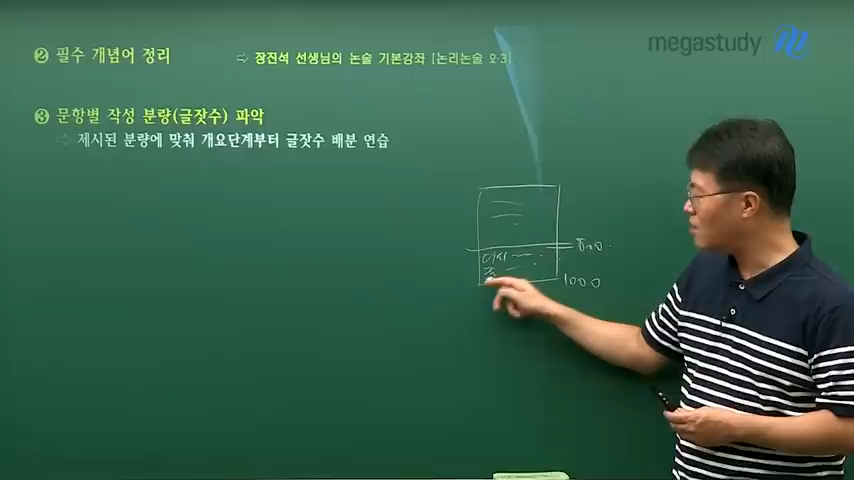 megastudy
② 필수 개념어 정리
⇨ 장진석 선생님의 논술 기본강좌 [논리논술 오·3]
③ 문항별 작성 분량(글잣수) 파악
⇨ 제시된 분량에 맞춰 개요단계부터 글잣수 배분 연습
1000